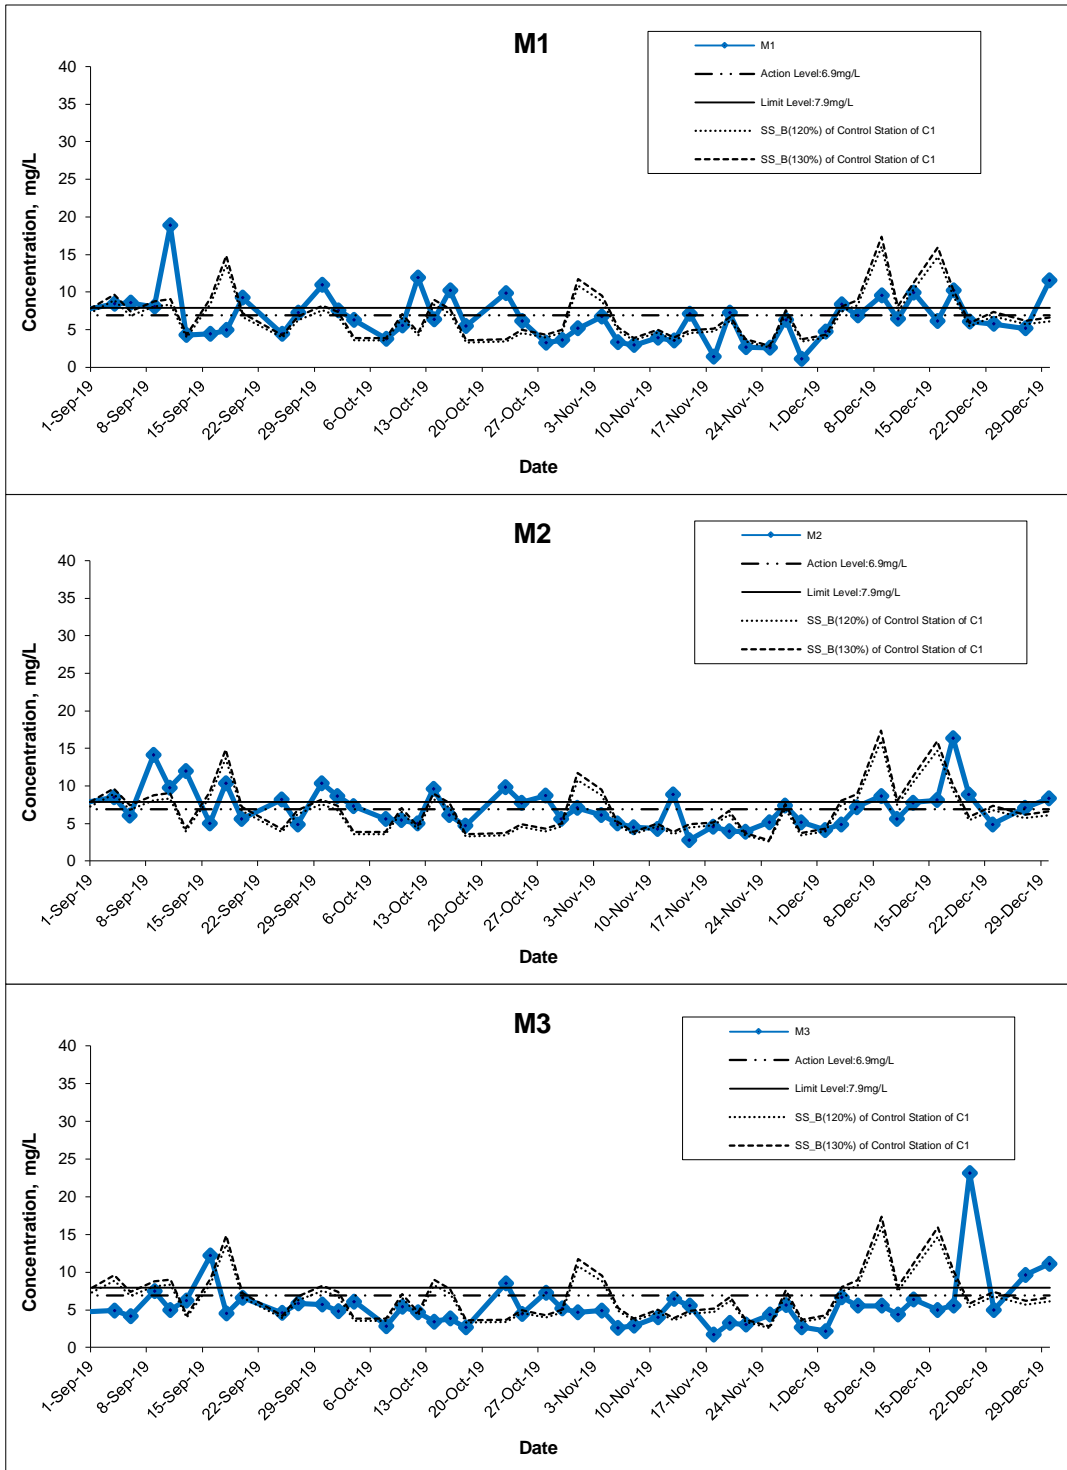 M1
M1
Action Level:6.9mg/L
Limit Level:7.9mg/L
SS_B(120%) of Control Station of C1
SS_B(130%) of Control Station of C1
Concentration, mg/L
40
35
30
25
20
15
10
5
0
1-Sep-19
8-Sep-19
15-Sep-19
22-Sep-19
29-Sep-19
6-Oct-19
13-Oct-19
20-Oct-19
27-Oct-19
3-Nov-19
10-Nov-19
17-Nov-19
24-Nov-19
1-Dec-19
8-Dec-19
15-Dec-19
22-Dec-19
29-Dec-19
Date
M2
M2
Action Level:6.9mg/L
Limit Level:7.9mg/L
SS_B(120%) of Control Station of C1
SS_B(130%) of Control Station of C1
Concentration, mg/L
40
35
30
25
20
15
10
5
0
1-Sep-19
8-Sep-19
15-Sep-19
22-Sep-19
29-Sep-19
6-Oct-19
13-Oct-19
20-Oct-19
27-Oct-19
3-Nov-19
10-Nov-19
17-Nov-19
24-Nov-19
1-Dec-19
8-Dec-19
15-Dec-19
22-Dec-19
29-Dec-19
Date
M3
M3
Action Level:6.9mg/L
Limit Level:7.9mg/L
SS_B(120%) of Control Station of C1
SS_B(130%) of Control Station of C1
Concentration, mg/L
40
35
30
25
20
15
10
5
0
1-Sep-19
8-Sep-19
15-Sep-19
22-Sep-19
29-Sep-19
6-Oct-19
13-Oct-19
20-Oct-19
27-Oct-19
3-Nov-19
10-Nov-19
17-Nov-19
24-Nov-19
1-Dec-19
8-Dec-19
15-Dec-19
22-Dec-19
29-Dec-19
Date